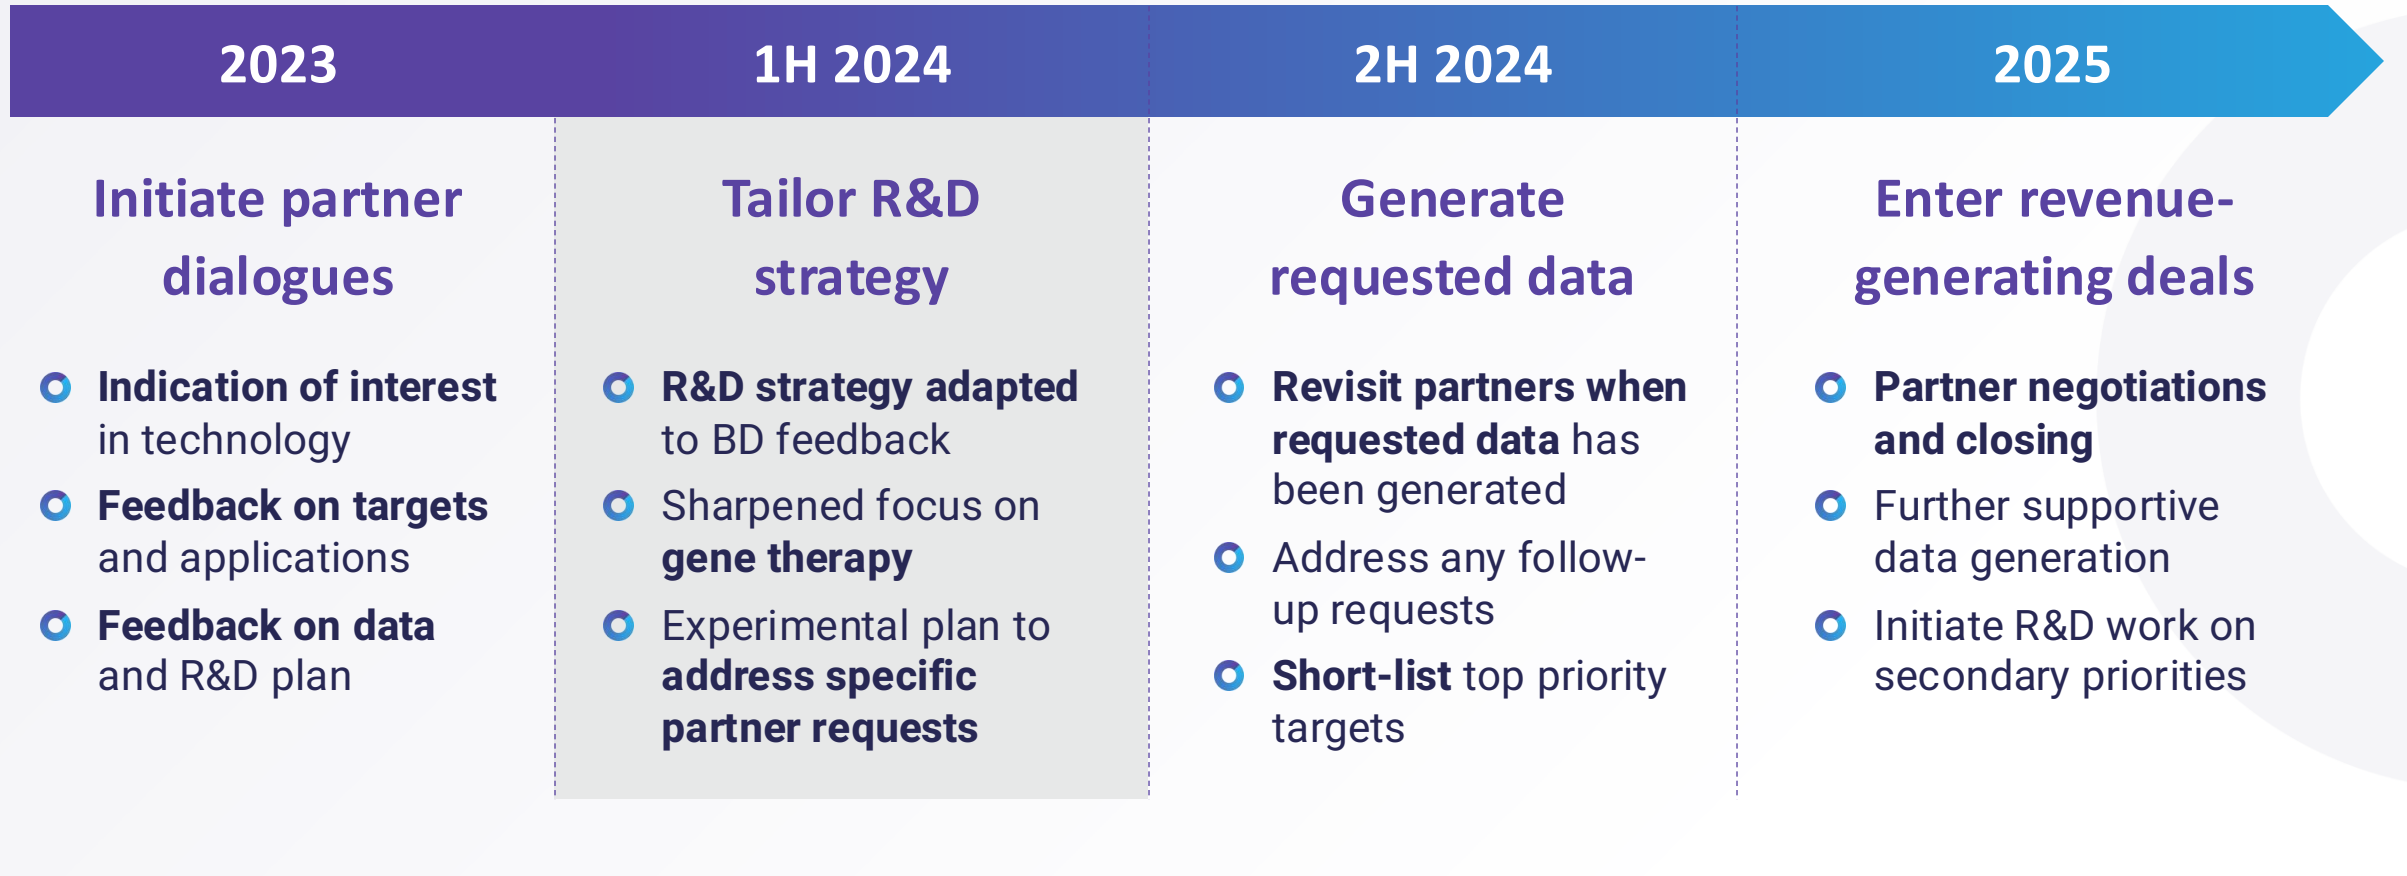 2023
1H 2024
2H 2024
2025
Initiate partner
dialogues
Indication of interest
in technology
Feedback on targets
and applications
Feedback on data
and R&D plan
Tailor R&D
strategy
R&D strategy adapted
to BD feedback
Sharpened focus on
gene therapy
Experimental plan to
address specific
partner requests
Generate
requested data
Revisit partners when
requested data has
been generated
Address any follow-
up requests
Short-list top priority
targets
Enter revenue-
generating deals
Partner negotiations
and closing
Further supportive
data generation
Initiate R&D work on
secondary priorities